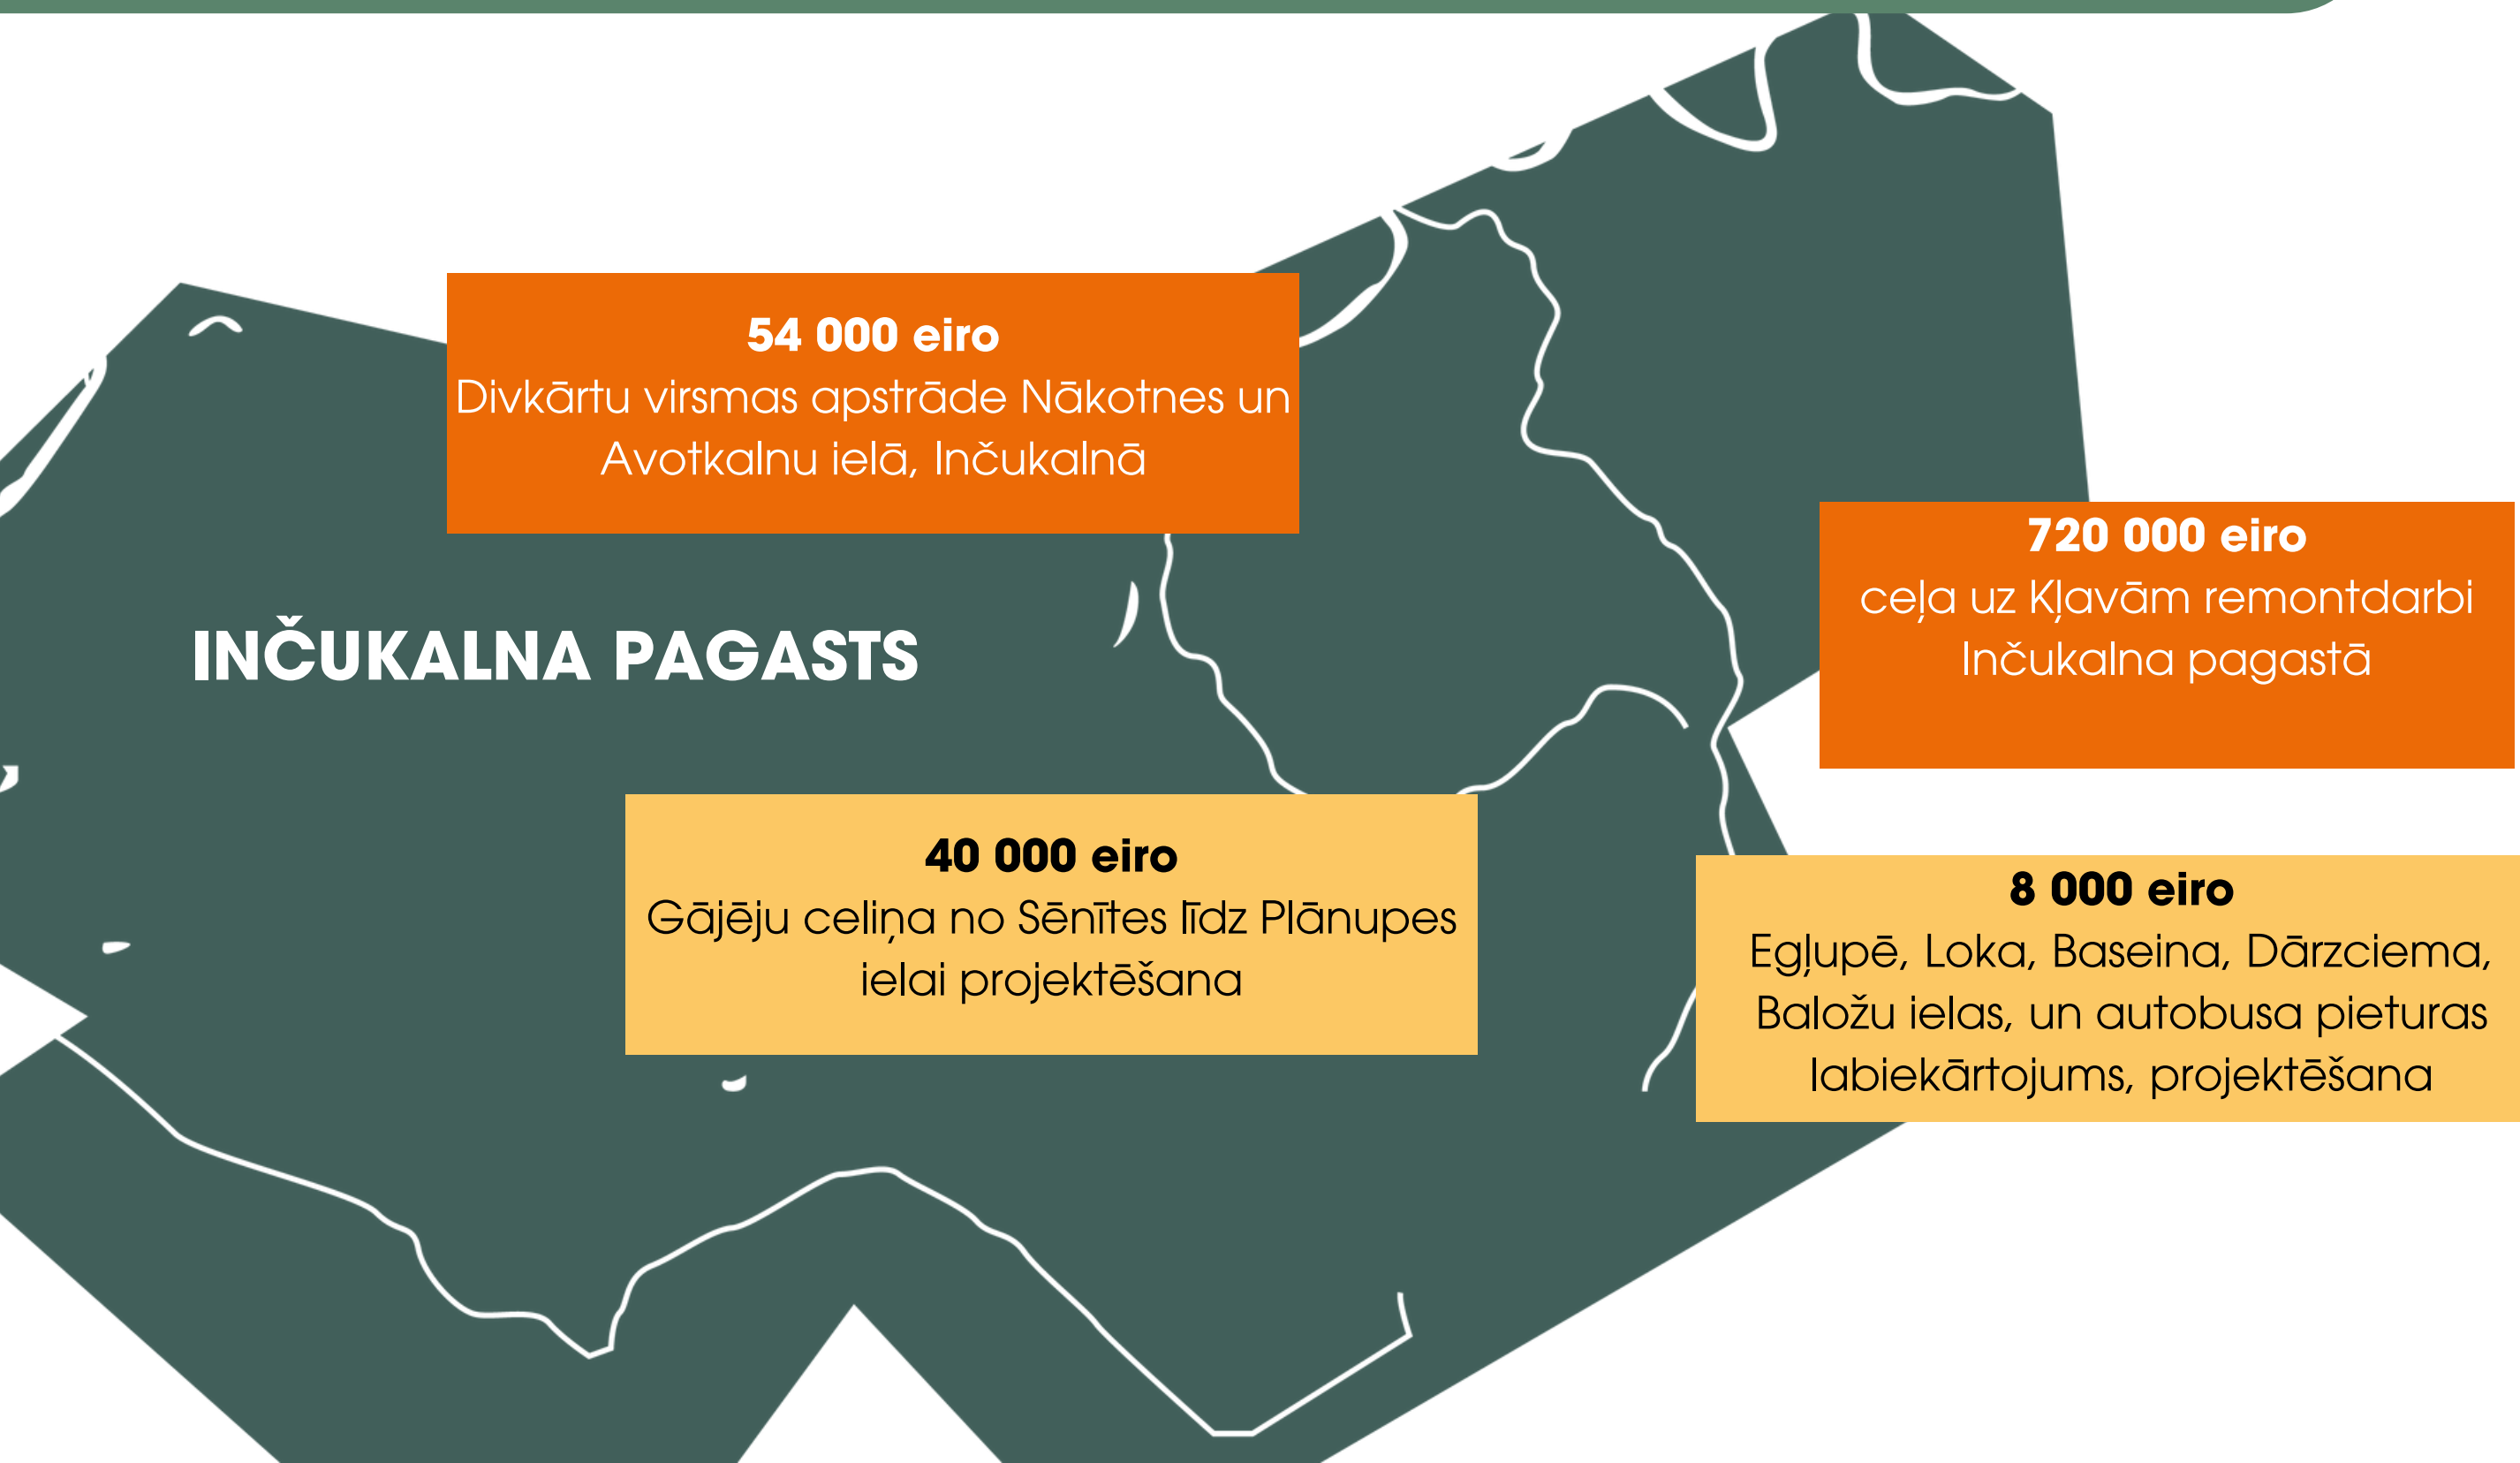 54 000 eiro
Divkārtu virsmas apstrāde Nākotnes un
Avotkalnu ielā, Inčukalnā
720 000 eiro
ceļa uz Kļavām remontdarbi
Inčukalna pagastā
INČUKALNA PAGASTS
40 000 eiro
Gājēju celiņa no Sēnītes līdz Plānupes
ielai projektēšana
8 000 eiro
Egļupē, Loka, Baseina, Dārzciema,
Baložu ielas, un autobusa pieturas
labiekārtojums, projektēšana